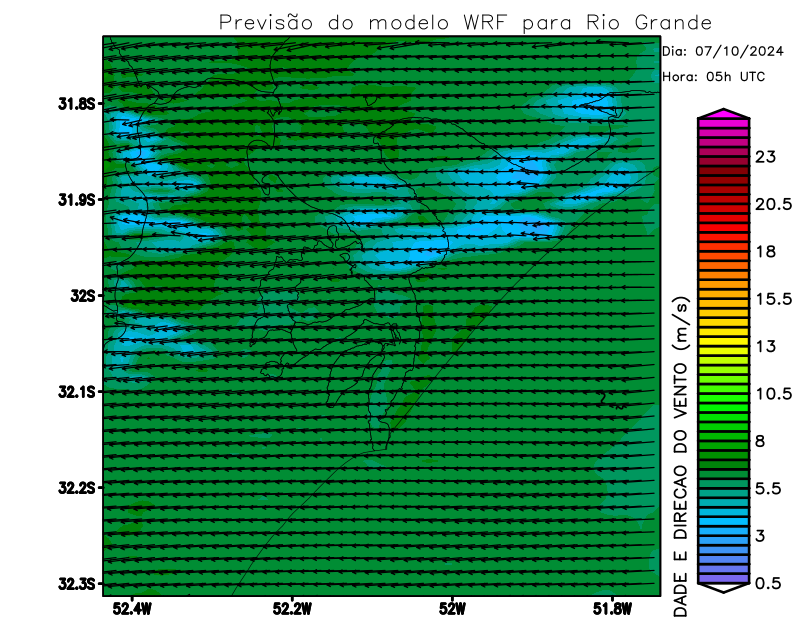 Previsão do modelo WRF para Rio Grande
Dia: 07/10/2024
Hora: 05h UTC
31.8S
31.9S
32S
32.1S
32.2S
32.3S
52.4W
52.2W
52W
51.8W
23
20.5
18
15.5
13
10.5
8
5.5
3
0.5
DADE E DIRECAO DO VENTO (m/s)